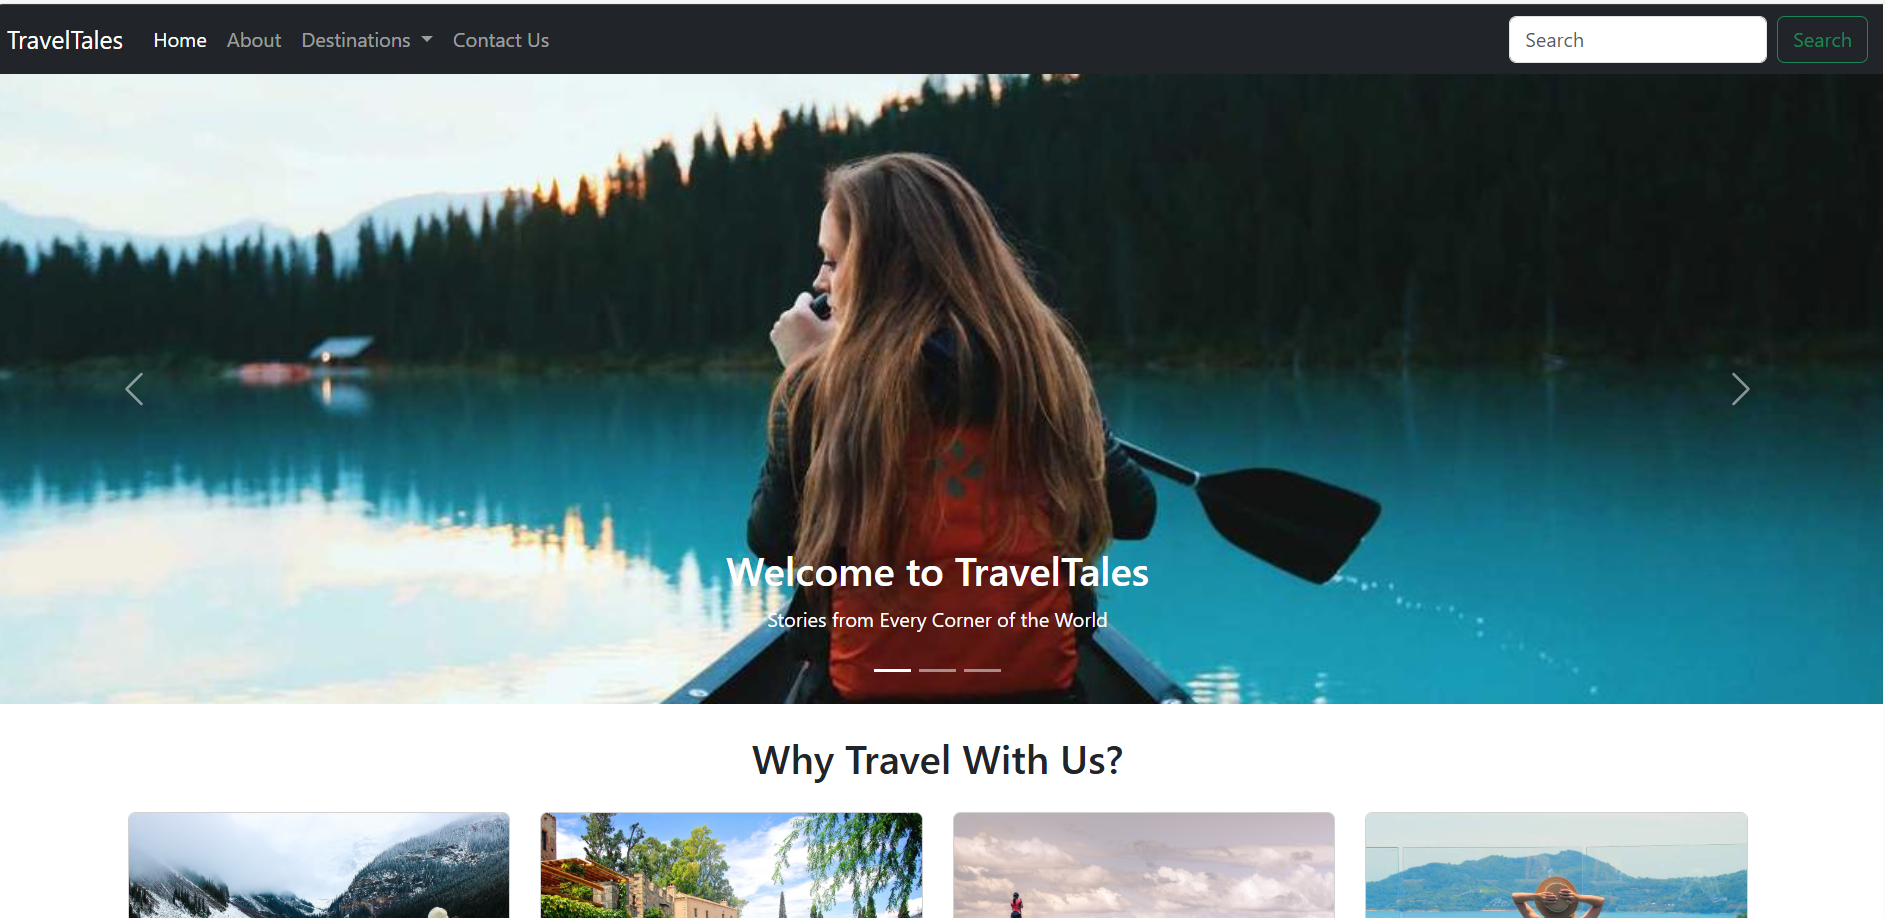 TravelTales Home About Destinations Contact Us Search Search
Welcome to TravelTales
Stories from Every Corner of the World
Why Travel With Us?